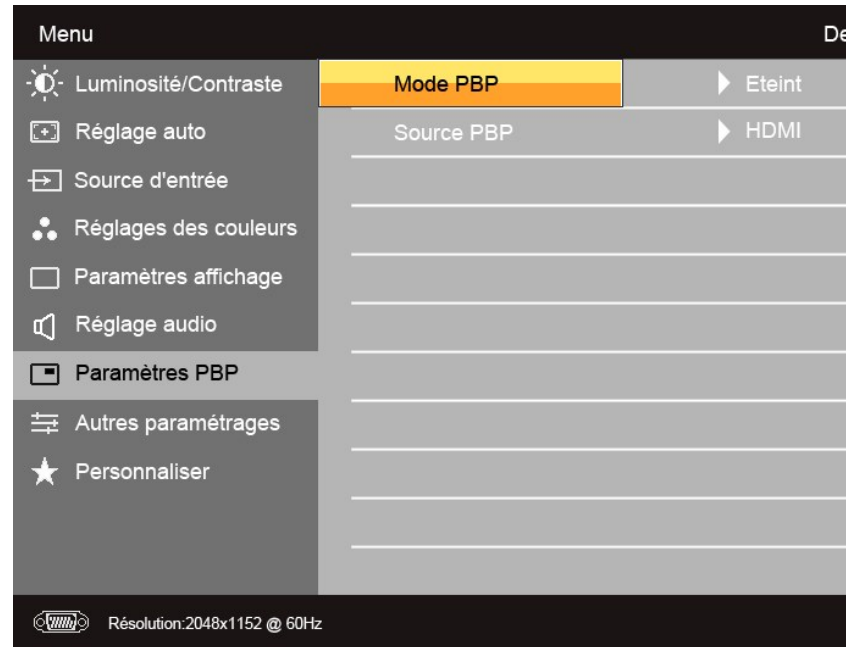 Menu De
Luminosité/Contraste Mode PBP Eteint
Réglage auto Source PBP HDMI
Source d'entrée
Réglages des couleurs
Paramètres affichage
Réglage audio
Paramètres PBP
Autres paramétrages
Personnaliser
Résolution:2048x1152 @ 60Hz